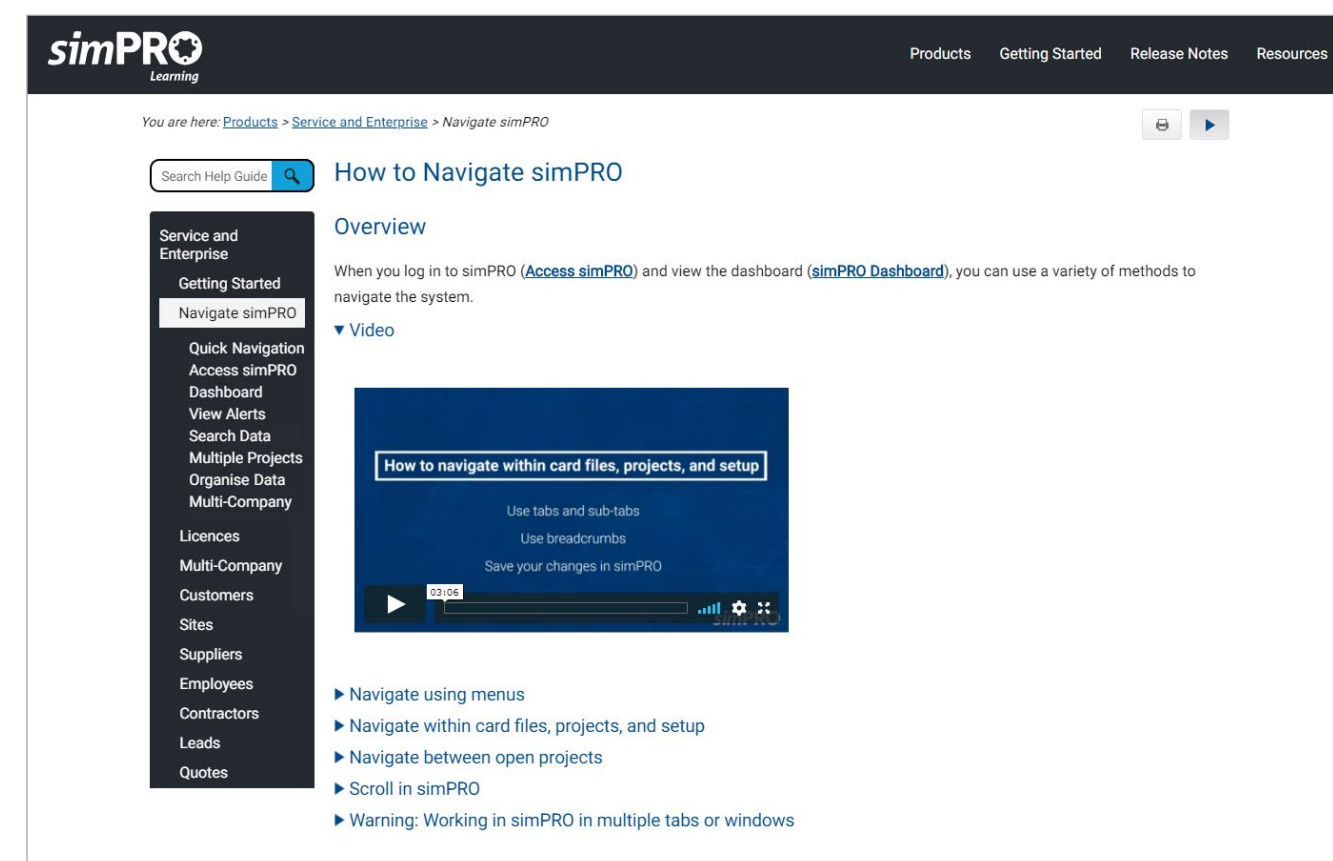 simPRO
Learning
Products Getting Started Release Notes Resources
You are here: Products > Service and Enterprise > Navigate simPRO
Search Help Guide
How to Navigate simPRO
Service and
Enterprise
Getting Started
Navigate simPRO
Quick Navigation
Access simPRO
Dashboard
View Alerts
Search Data
Multiple Projects
Organise Data
Multi-Company
Licences
Multi-Company
Customers
Sites
Suppliers
Employees
Contractors
Leads
Quotes
Overview
When you log in to simPRO (Access simPRO) and view the dashboard (simPRO Dashboard), you can use a variety of methods to
navigate the system.
▼ Video
How to navigate within card files, projects, and setup
Use tabs and sub-tabs
Use breadcrumbs
Save your changes in simPRO
03:06
simPRO
▶ Navigate using menus
▶ Navigate within card files, projects, and setup
▶ Navigate between open projects
▶ Scroll in simPRO
▶ Warning: Working in simPRO in multiple tabs or windows